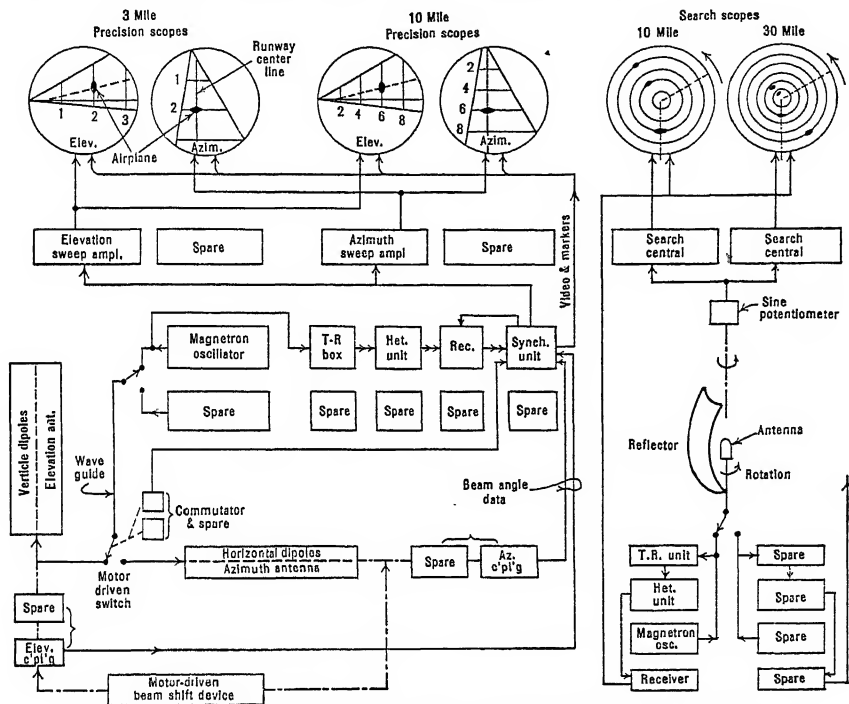 3 Mile
Precision scopes
10 Mile
Precision scopes
Search scopes
10 Mile
30 Mile
Runway
center
line
1
2
1 2 3
Elev.
Airplane
Azim.
2 4 6 8
Elev.
2
4
6
8
Azim.
Elevation
sweep ampl.
Spare
Azimuth
sweep ampl
Spare
Video & markers
Search
central
Search
central
Sine
potentiometer
Magnetron
oscillator
T-R
box
Het.
unit
Rec.
Synch.
unit
Spare
Spare
Spare
Spare
Spare
Verticle dipoles
Elevation ant.
Wave
guide
Commutator
& spare
Beam angle
data
Reflector
Antenna
Rotation
Horizontal dipoles
Azimuth antenna
Spare
Az.
c'pl'g
Motor
driven
switch
Spare
Elev.
c'pl'g
Motor-driven
beam shift device
T.R. unit
Het.
unit
Magnetron
osc.
Receiver
Spare
Spare
Spare
Spare